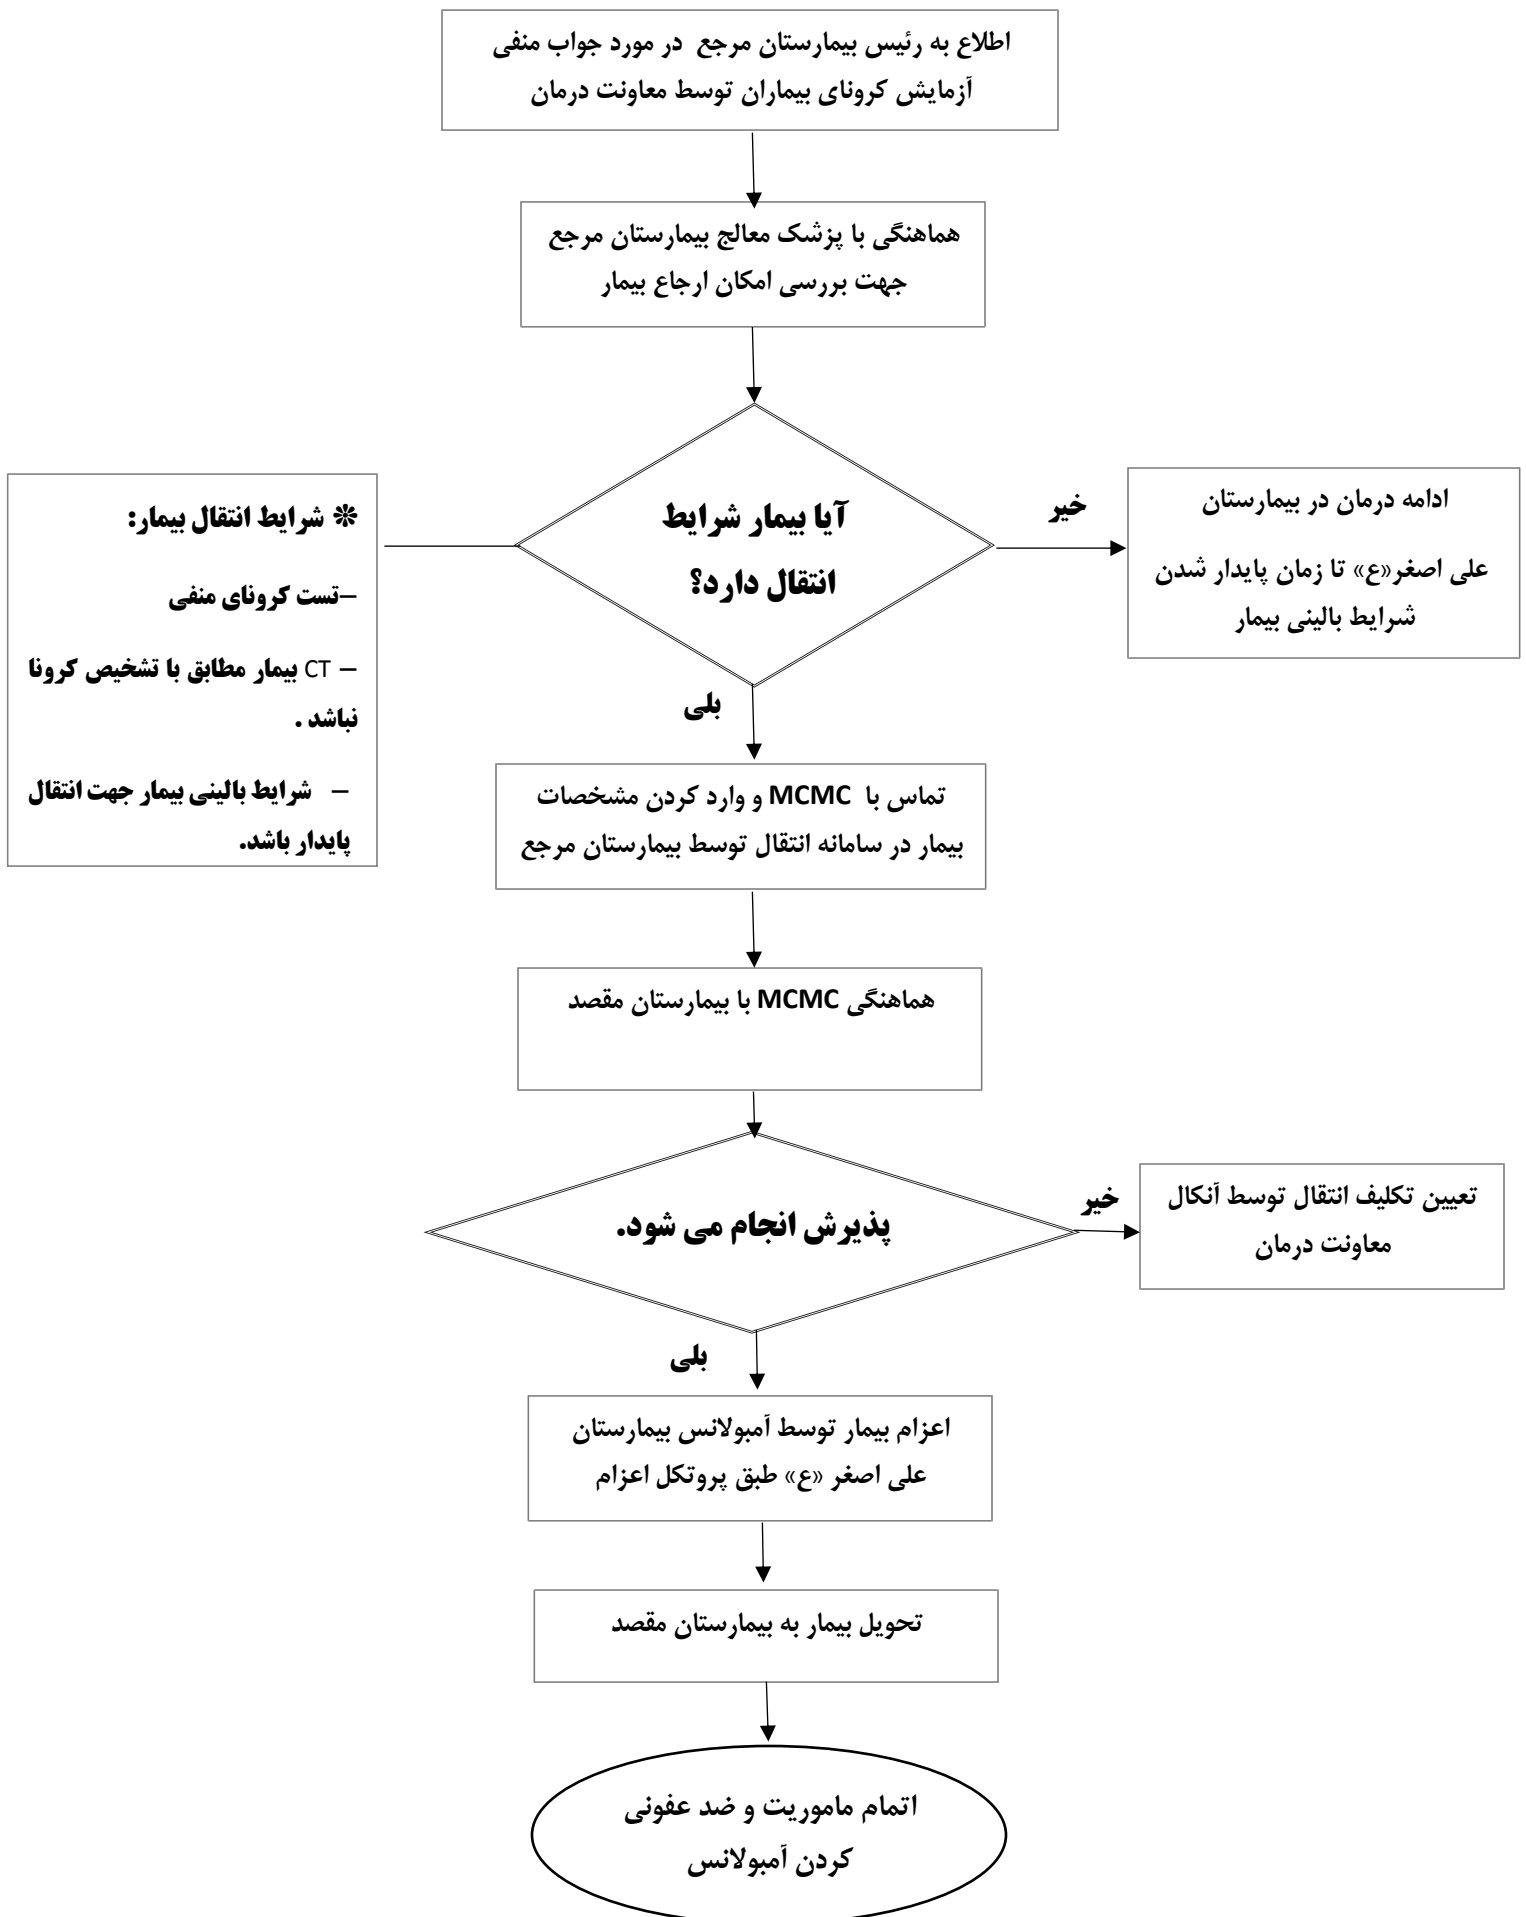 اطلاع به رئیس بیمارستان مرجع در مورد جواب منفی
آزمایش کرونای بیماران توسط معاونت درمان
هماهنگی با پزشک معالج بیمارستان مرجع
جهت بررسی امکان ارجاع بیمار
آیا بیمار شرایط
انتقال دارد؟
خیر
ادامه درمان در بیمارستان
علی اصغر«ع» تا زمان پایدار شدن
شرایط بالینی بیمار
❊ شرایط انتقال بیمار:
–تست کرونای منفی
– CT بیمار مطابق با تشخیص کرونا
نباشد .
– شرایط بالینی بیمار جهت انتقال
پایدار باشد.
بلی
تماس با MCMC و وارد کردن مشخصات
بیمار در سامانه انتقال توسط بیمارستان مرجع
هماهنگی MCMC با بیمارستان مقصد
پذیرش انجام می شود.
خیر
تعیین تکلیف انتقال توسط آنکال
معاونت درمان
بلی
اعزام بیمار توسط آمبولانس بیمارستان
علی اصغر «ع» طبق پروتکل اعزام
تحویل بیمار به بیمارستان مقصد
اتمام ماموریت و ضد عفونی
کردن آمبولانس